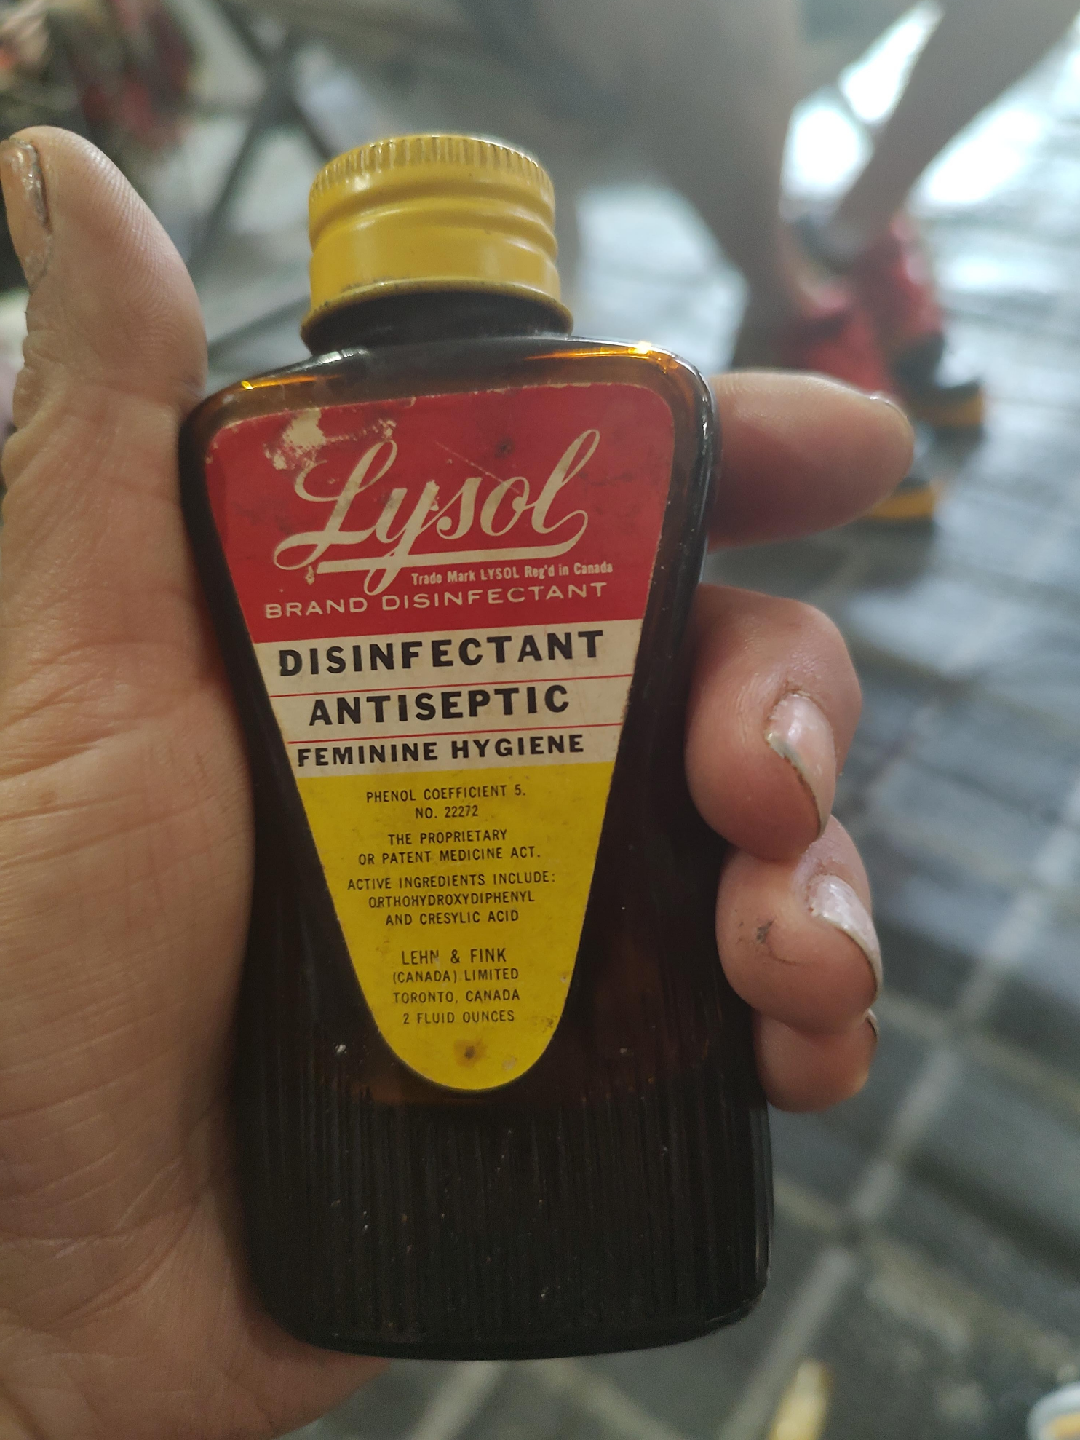 Lysol
Trade Mark LYSOL Reg'd in Canada
BRAND DISINFECTANT
DISINFECTANT
ANTISEPTIC
FEMININE HYGIENE
PHENOL COEFFICIENT 5.
NO. 22272
THE PROPRIETARY
OR PATENT MEDICINE ACT.
ACTIVE INGREDIENTS INCLUDE:
ORTHOHYDROXYDIPHENYL
AND CRESYLIC ACID
LEHN & FINK
(CANADA) LIMITED
TORONTO, CANADA
2 FLUID OUNCES